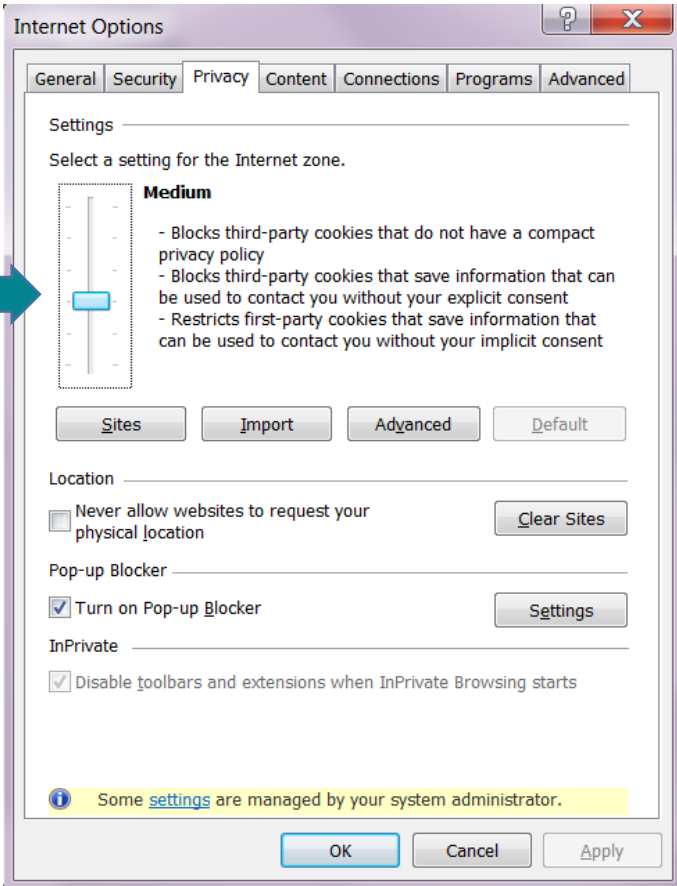 Internet Options
General Security Privacy Content Connections Programs Advanced
Settings
Select a setting for the Internet zone.
Medium
- Blocks third-party cookies that do not have a compact
privacy policy
- Blocks third-party cookies that save information that can
be used to contact you without your explicit consent
- Restricts first-party cookies that save information that
can be used to contact you without your implicit consent
Sites Import Advanced Default
Location
Never allow websites to request your
physical location
Clear Sites
Pop-up Blocker
Turn on Pop-up Blocker
Settings
InPrivate
Disable toolbars and extensions when InPrivate Browsing starts
Some settings are managed by your system administrator.
OK Cancel Apply